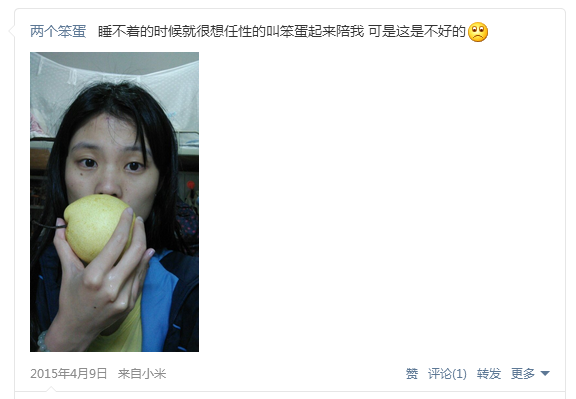 两个笨蛋 睡不着的时候就很想任性的叫笨蛋起来陪我 可是这是不好的
2015年4月9日 来自小米 赞 评论(1) 转发 更多